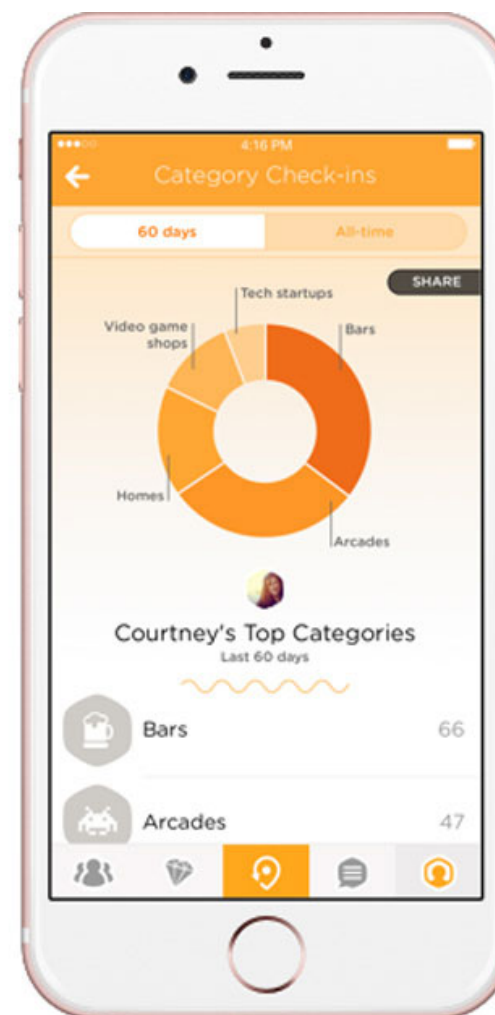 4:16 PM
Category Check-ins
60 days
All-time
SHARE
Tech startups
Video game
shops
Bars
Homes
Arcades
Courtney's Top Categories
Last 60 days
Bars
66
Arcades
47